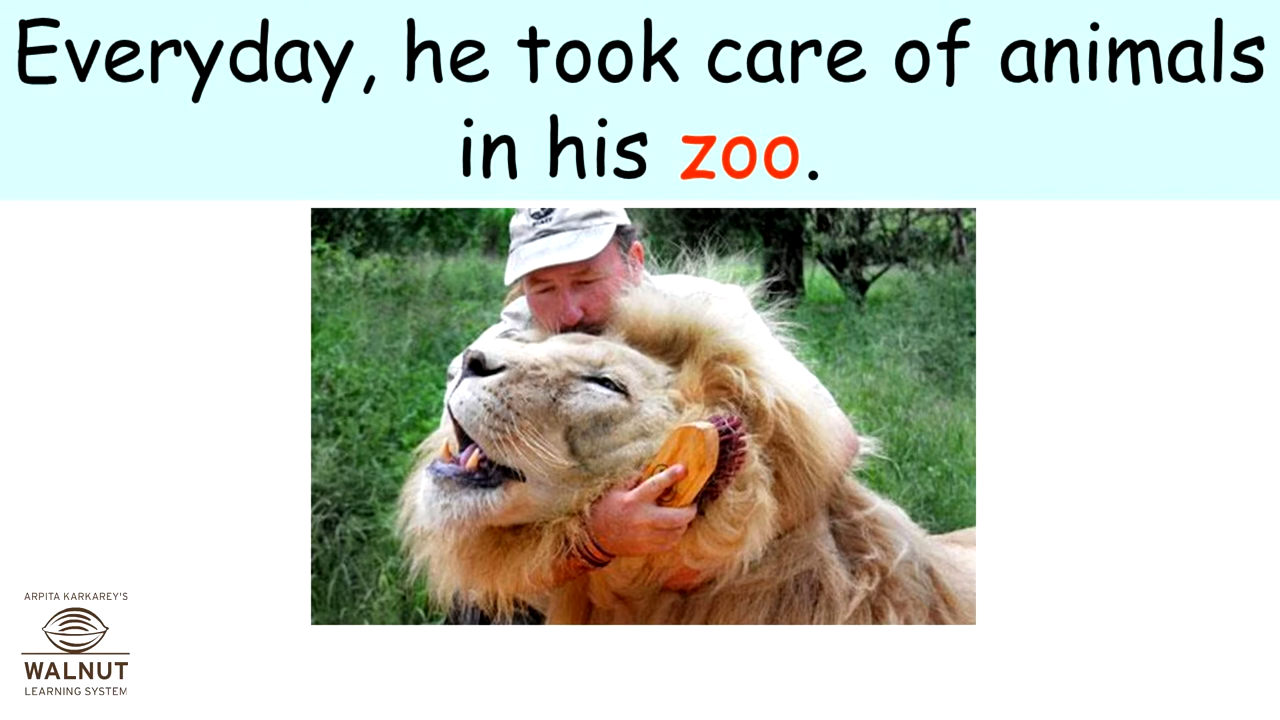 Everyday, he took care of animals
in his zoo.
ARPITA KARKAREY'S
WALNUT
LEARNING SYSTEM